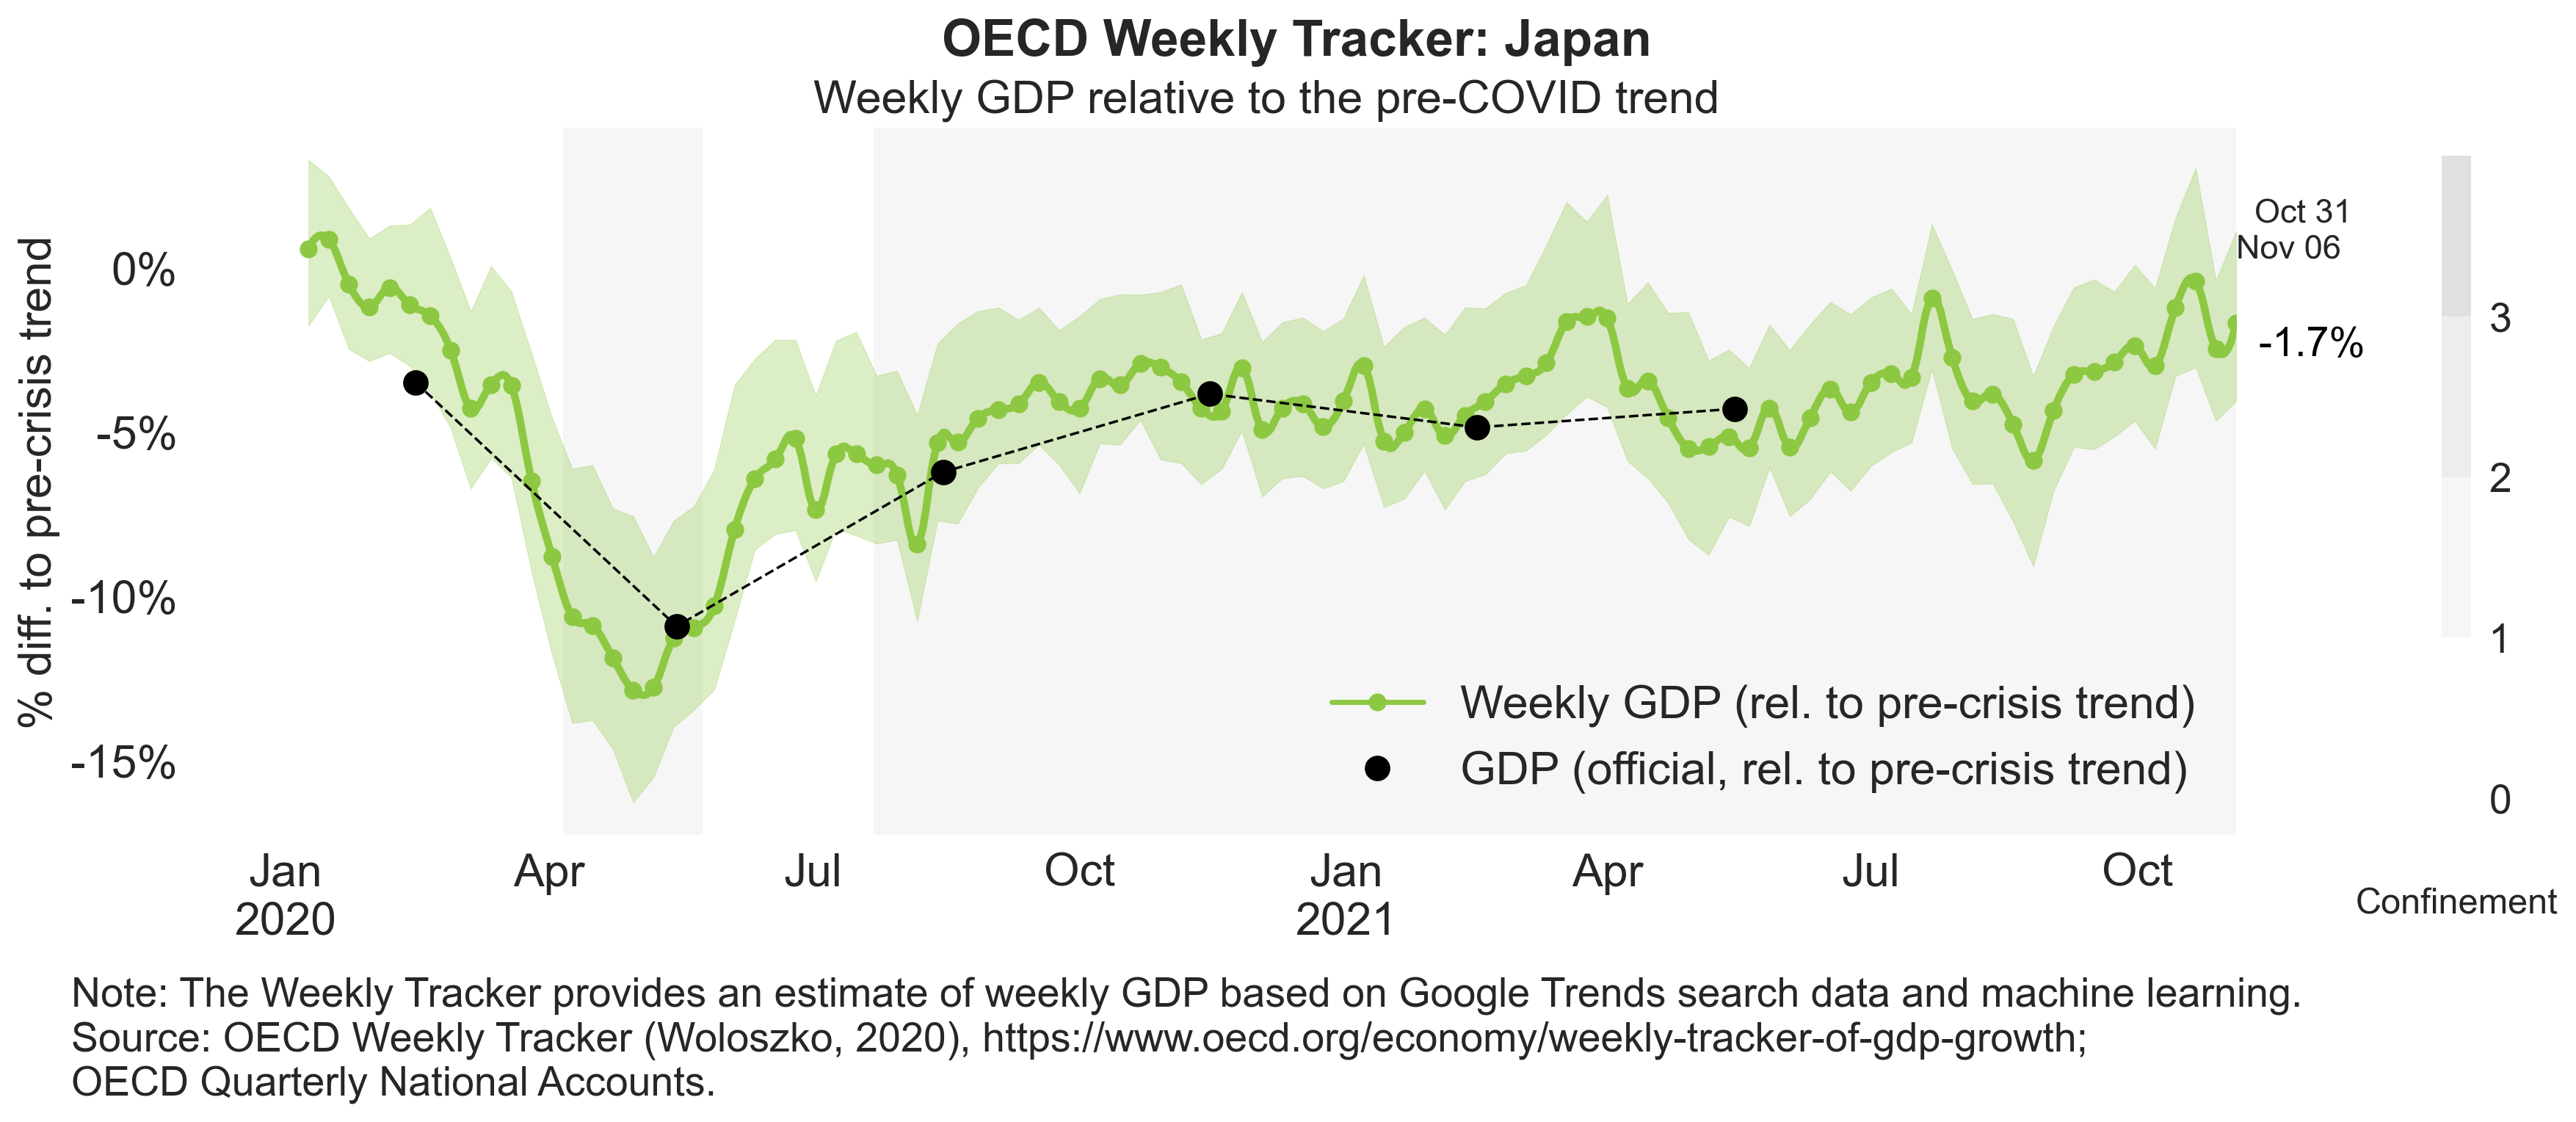 OECD Weekly Tracker: Japan
Weekly GDP relative to the pre-COVID trend
% diff. to pre-crisis trend
0%
-5%
-10%
-15%
Oct 31
Nov 06
-1.7%
3
2
1
0
Confinement
Weekly GDP (rel. to pre-crisis trend)
GDP (official, rel. to pre-crisis trend)
Jan Apr Jul Oct Jan Apr Jul Oct
2020 2021
Note: The Weekly Tracker provides an estimate of weekly GDP based on Google Trends search data and machine learning.
Source: OECD Weekly Tracker (Woloszko, 2020), https://www.oecd.org/economy/weekly-tracker-of-gdp-growth;
OECD Quarterly National Accounts.